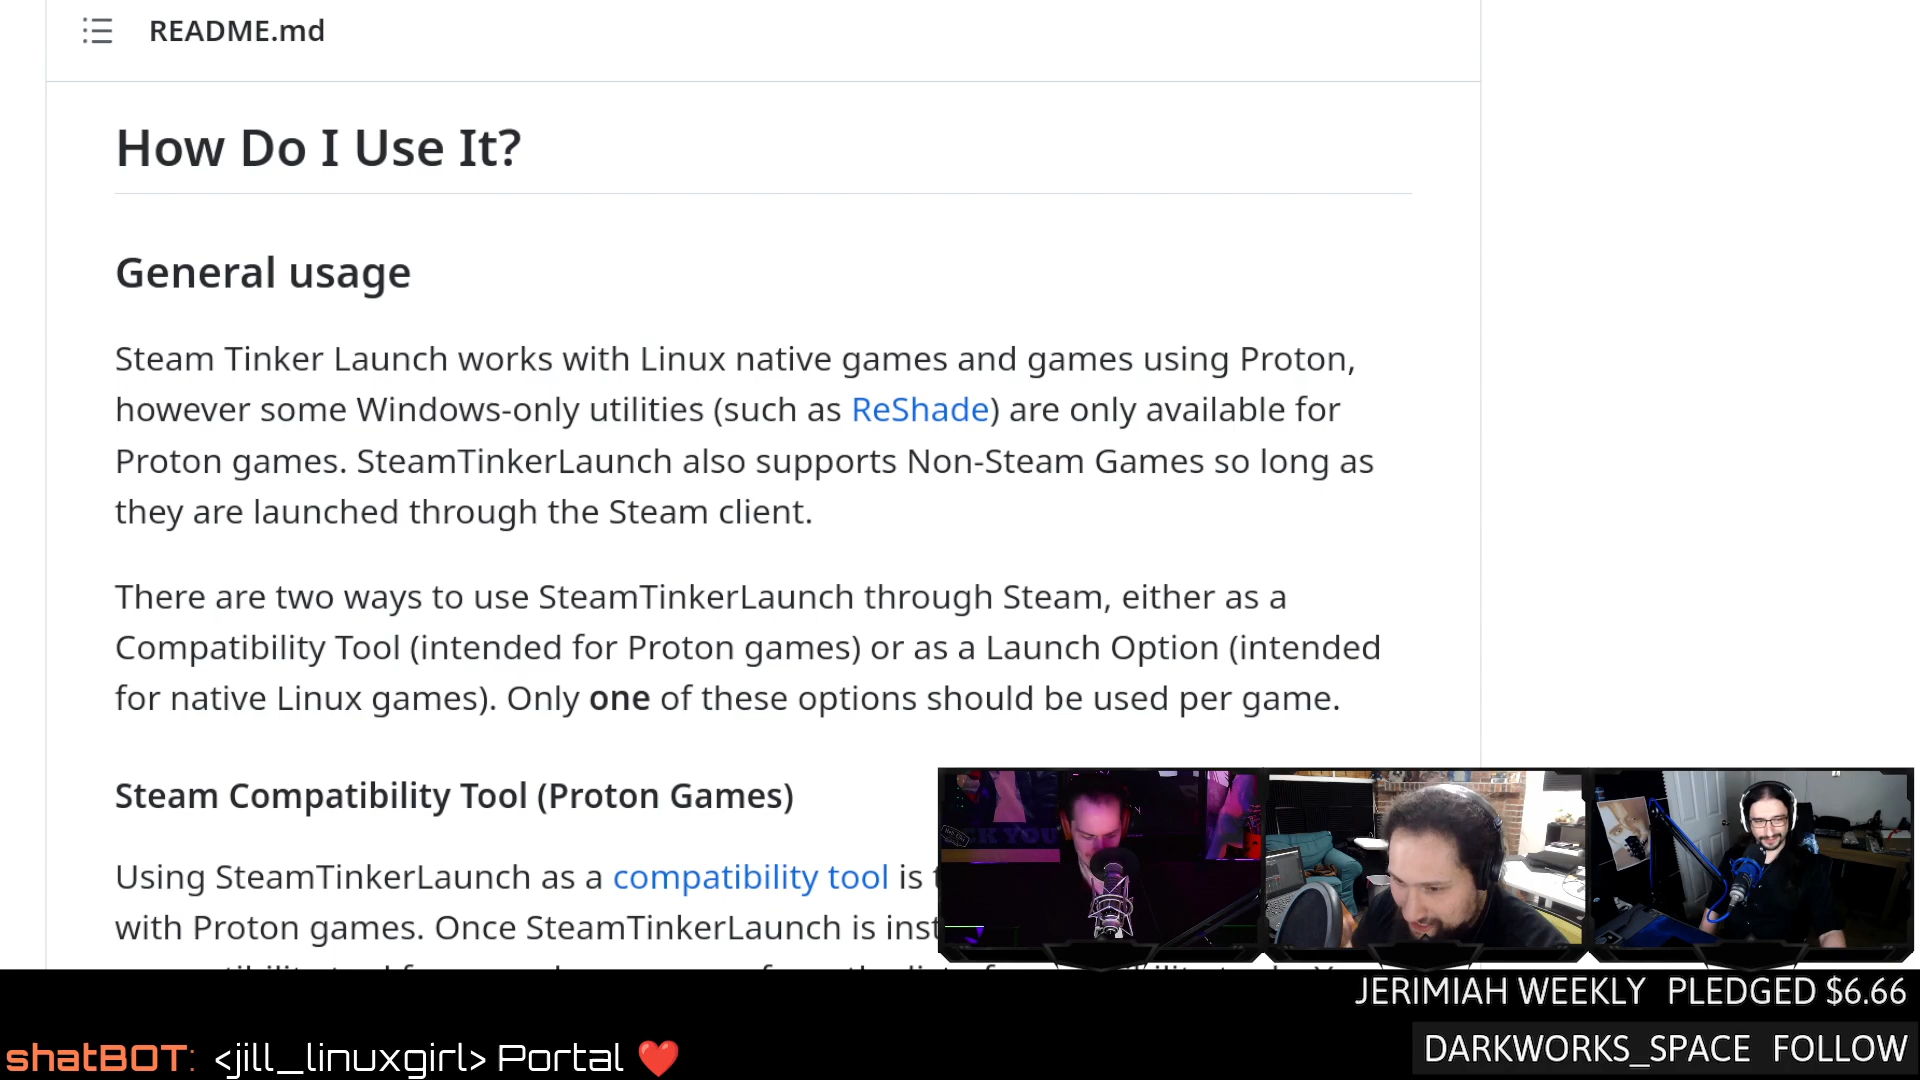 README.md
How Do I Use It?
General usage
Steam Tinker Launch works with Linux native games and games using Proton,
however some Windows-only utilities (such as ReShade) are only available for
Proton games. SteamTinkerLaunch also supports Non-Steam Games so long as
they are launched through the Steam client.
There are two ways to use SteamTinkerLaunch through Steam, either as a
Compatibility Tool (intended for Proton games) or as a Launch Option (intended
for native Linux games). Only one of these options should be used per game.
Steam Compatibility Tool (Proton Games)
Using SteamTinkerLaunch as a compatibility tool is
with Proton games. Once SteamTinkerLaunch is
JERIMIAH WEEKLY PLEDGED $6.66
shatBOT: <jill_linuxgirl> Portal ❤️
DARKWORKS_SPACE FOLLOW